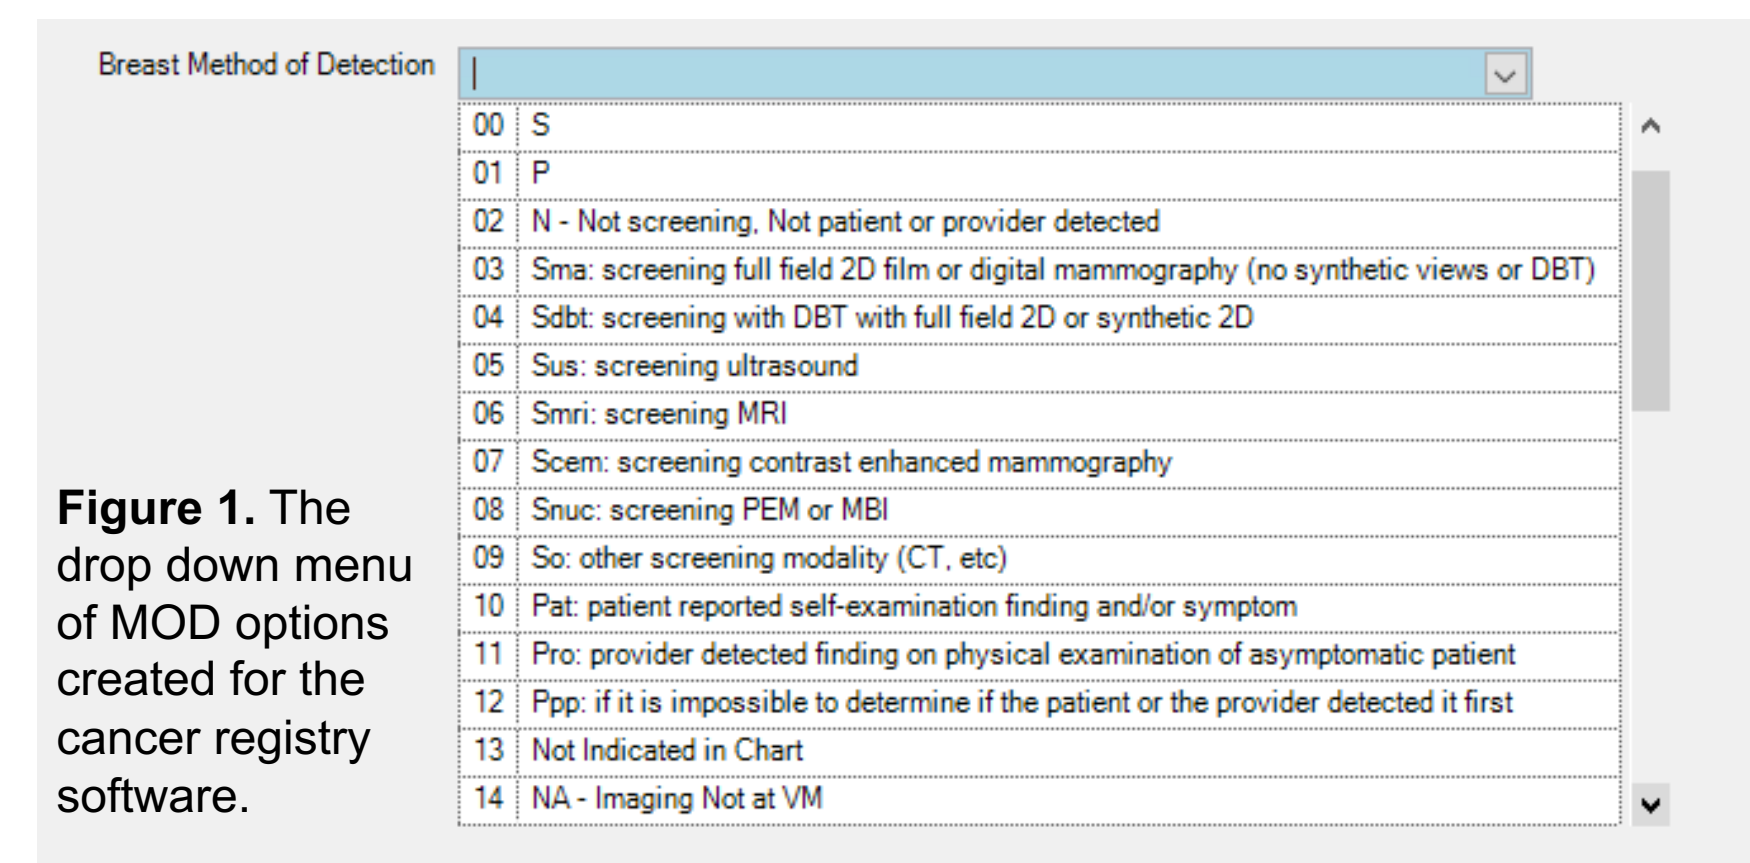 Breast Method of Detection
00 S
01 P
02 N - Not screening, Not patient or provider detected
03 Sma: screening full field 2D film or digital mammography (no synthetic views or DBT)
04 Sdbt: screening with DBT with full field 2D or synthetic 2D
05 Sus: screening ultrasound
06 Smri: screening MRI
07 Scem: screening contrast enhanced mammography
08 Snuc: screening PEM or MBI
09 So: other screening modality (CT, etc)
10 Pat: patient reported self-examination finding and/or symptom
11 Pro: provider detected finding on physical examination of asymptomatic patient
12 Ppp: if it is impossible to determine if the patient or the provider detected it first
13 Not Indicated in Chart
14 NA - Imaging Not at VM
Figure 1. The
drop down menu
of MOD options
created for the
cancer registry
software.